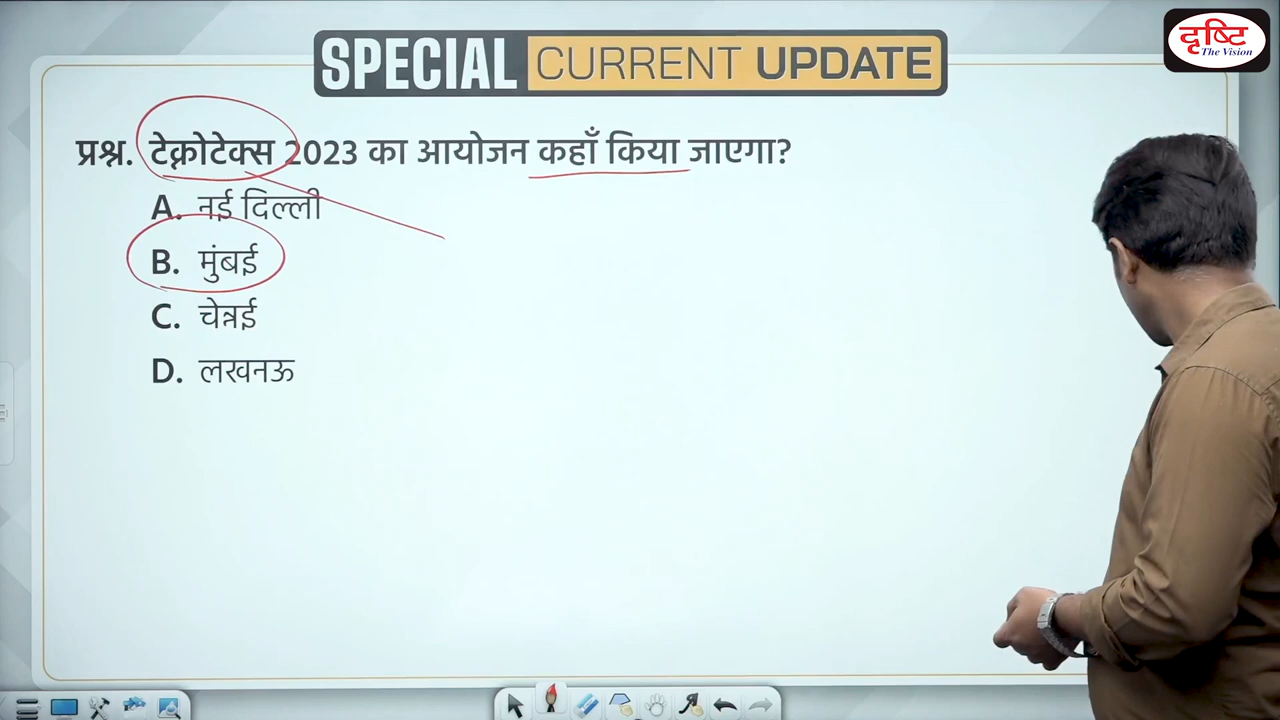 दृष्टि
The Vision
SPECIAL CURRENT UPDATE
प्रश्न. टेक्नोटेक्स 2023 का आयोजन कहाँ किया जाएगा?
A. नई दिल्ली
B. मुंबई
C. चेन्नई
D. लखनऊ